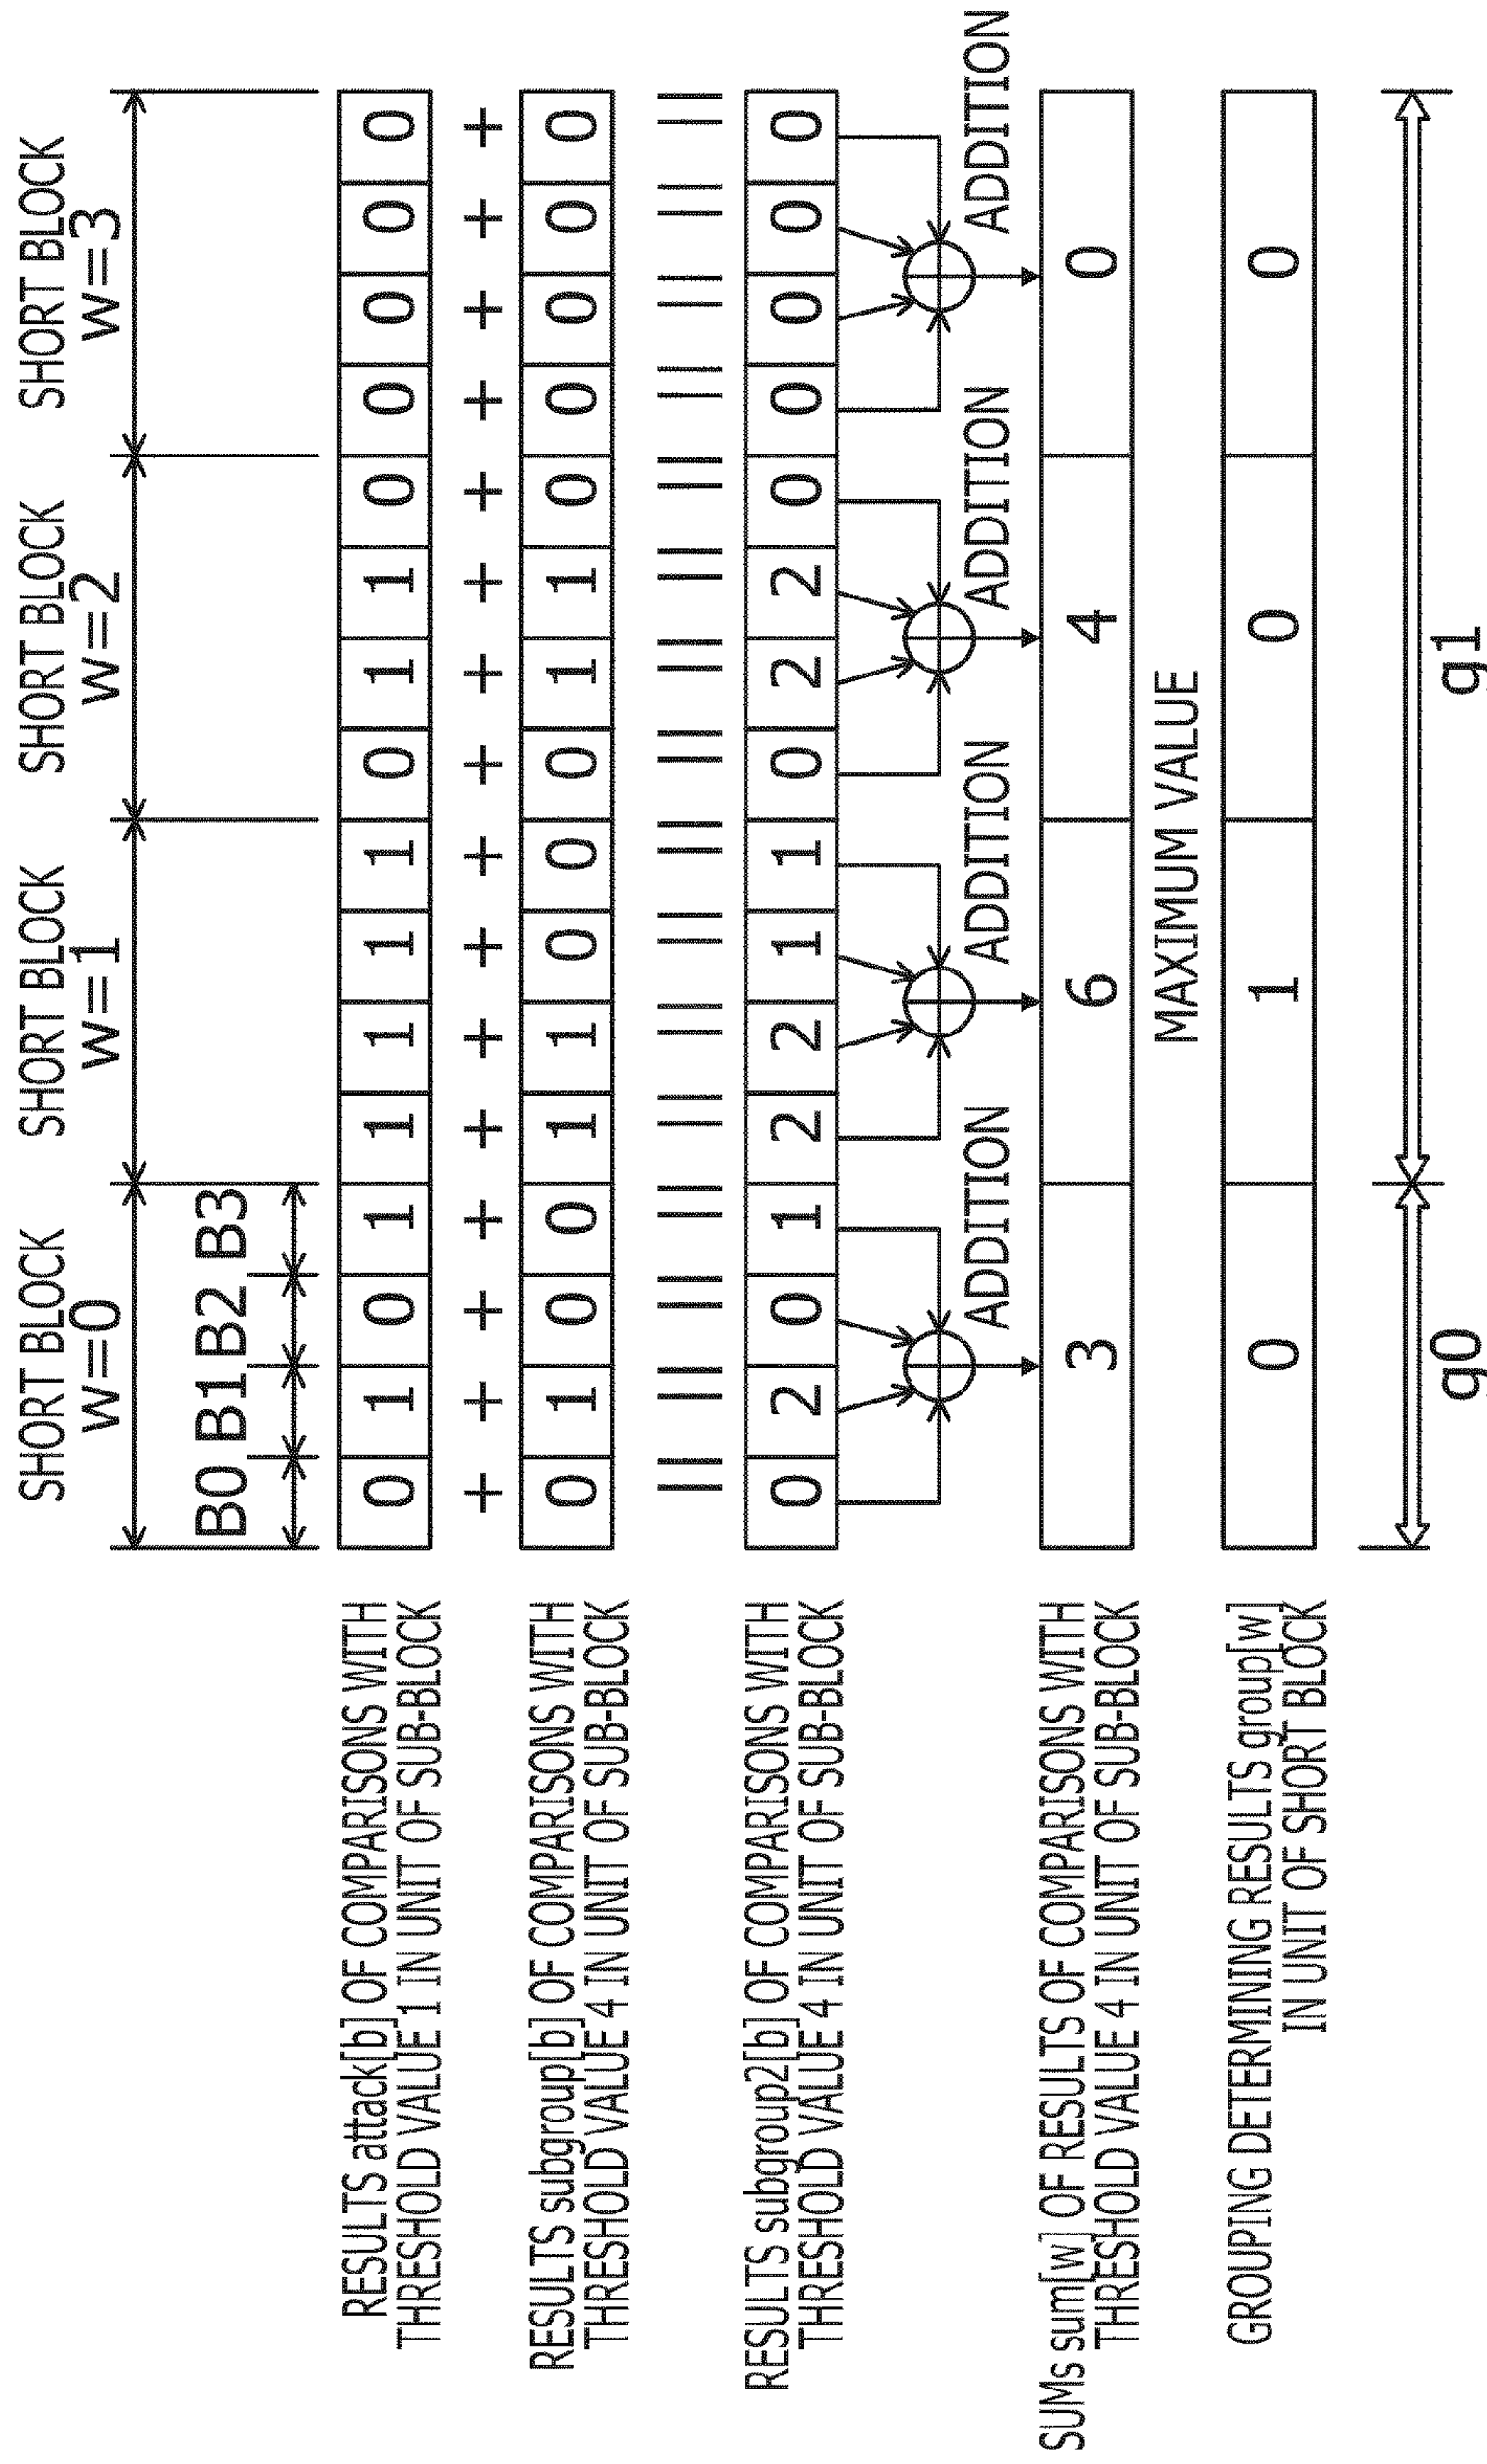 SHORT BLOCK SHORT BLOCK SHORT BLOCK SHORT BLOCK
w=0 w=1 w=2 w=3
B0 B1 B2 B3
RESULTS attack[b] OF COMPARISONS WITH
THRESHOLD VALUE 1 IN UNIT OF SUB-BLOCK
0 1 0 1 1 1 1 1 0 1 1 0 0 0 0 0
+ + + + + + + + + + + + + + + +
RESULTS subgroup[b] OF COMPARISONS WITH
THRESHOLD VALUE 4 IN UNIT OF SUB-BLOCK
0 1 0 0 1 1 0 0 0 1 1 0 0 0 0 0
|| || || || || || || || || || || || || || || ||
RESULTS subgroup2[b] OF COMPARISONS WITH
THRESHOLD VALUE 4 IN UNIT OF SUB-BLOCK
0 2 0 1 2 2 1 1 0 2 2 0 0 0 0 0
ADDITION ADDITION ADDITION ADDITION
SUMs sum[w] OF RESULTS OF COMPARISONS WITH
THRESHOLD VALUE 4 IN UNIT OF SUB-BLOCK
3 6 4 0
MAXIMUM VALUE
GROUPING DETERMINING RESULTS group[w]
IN UNIT OF SHORT BLOCK
0 1 0 0
g0 g1